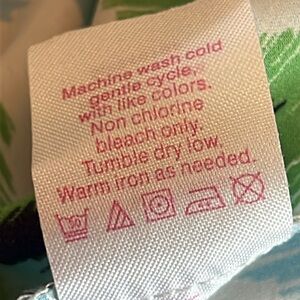 Machine wash cold
gentle cycle,
with like colors.
Non chlorine
bleach only.
Tumble dry low.
Warm iron as needed.